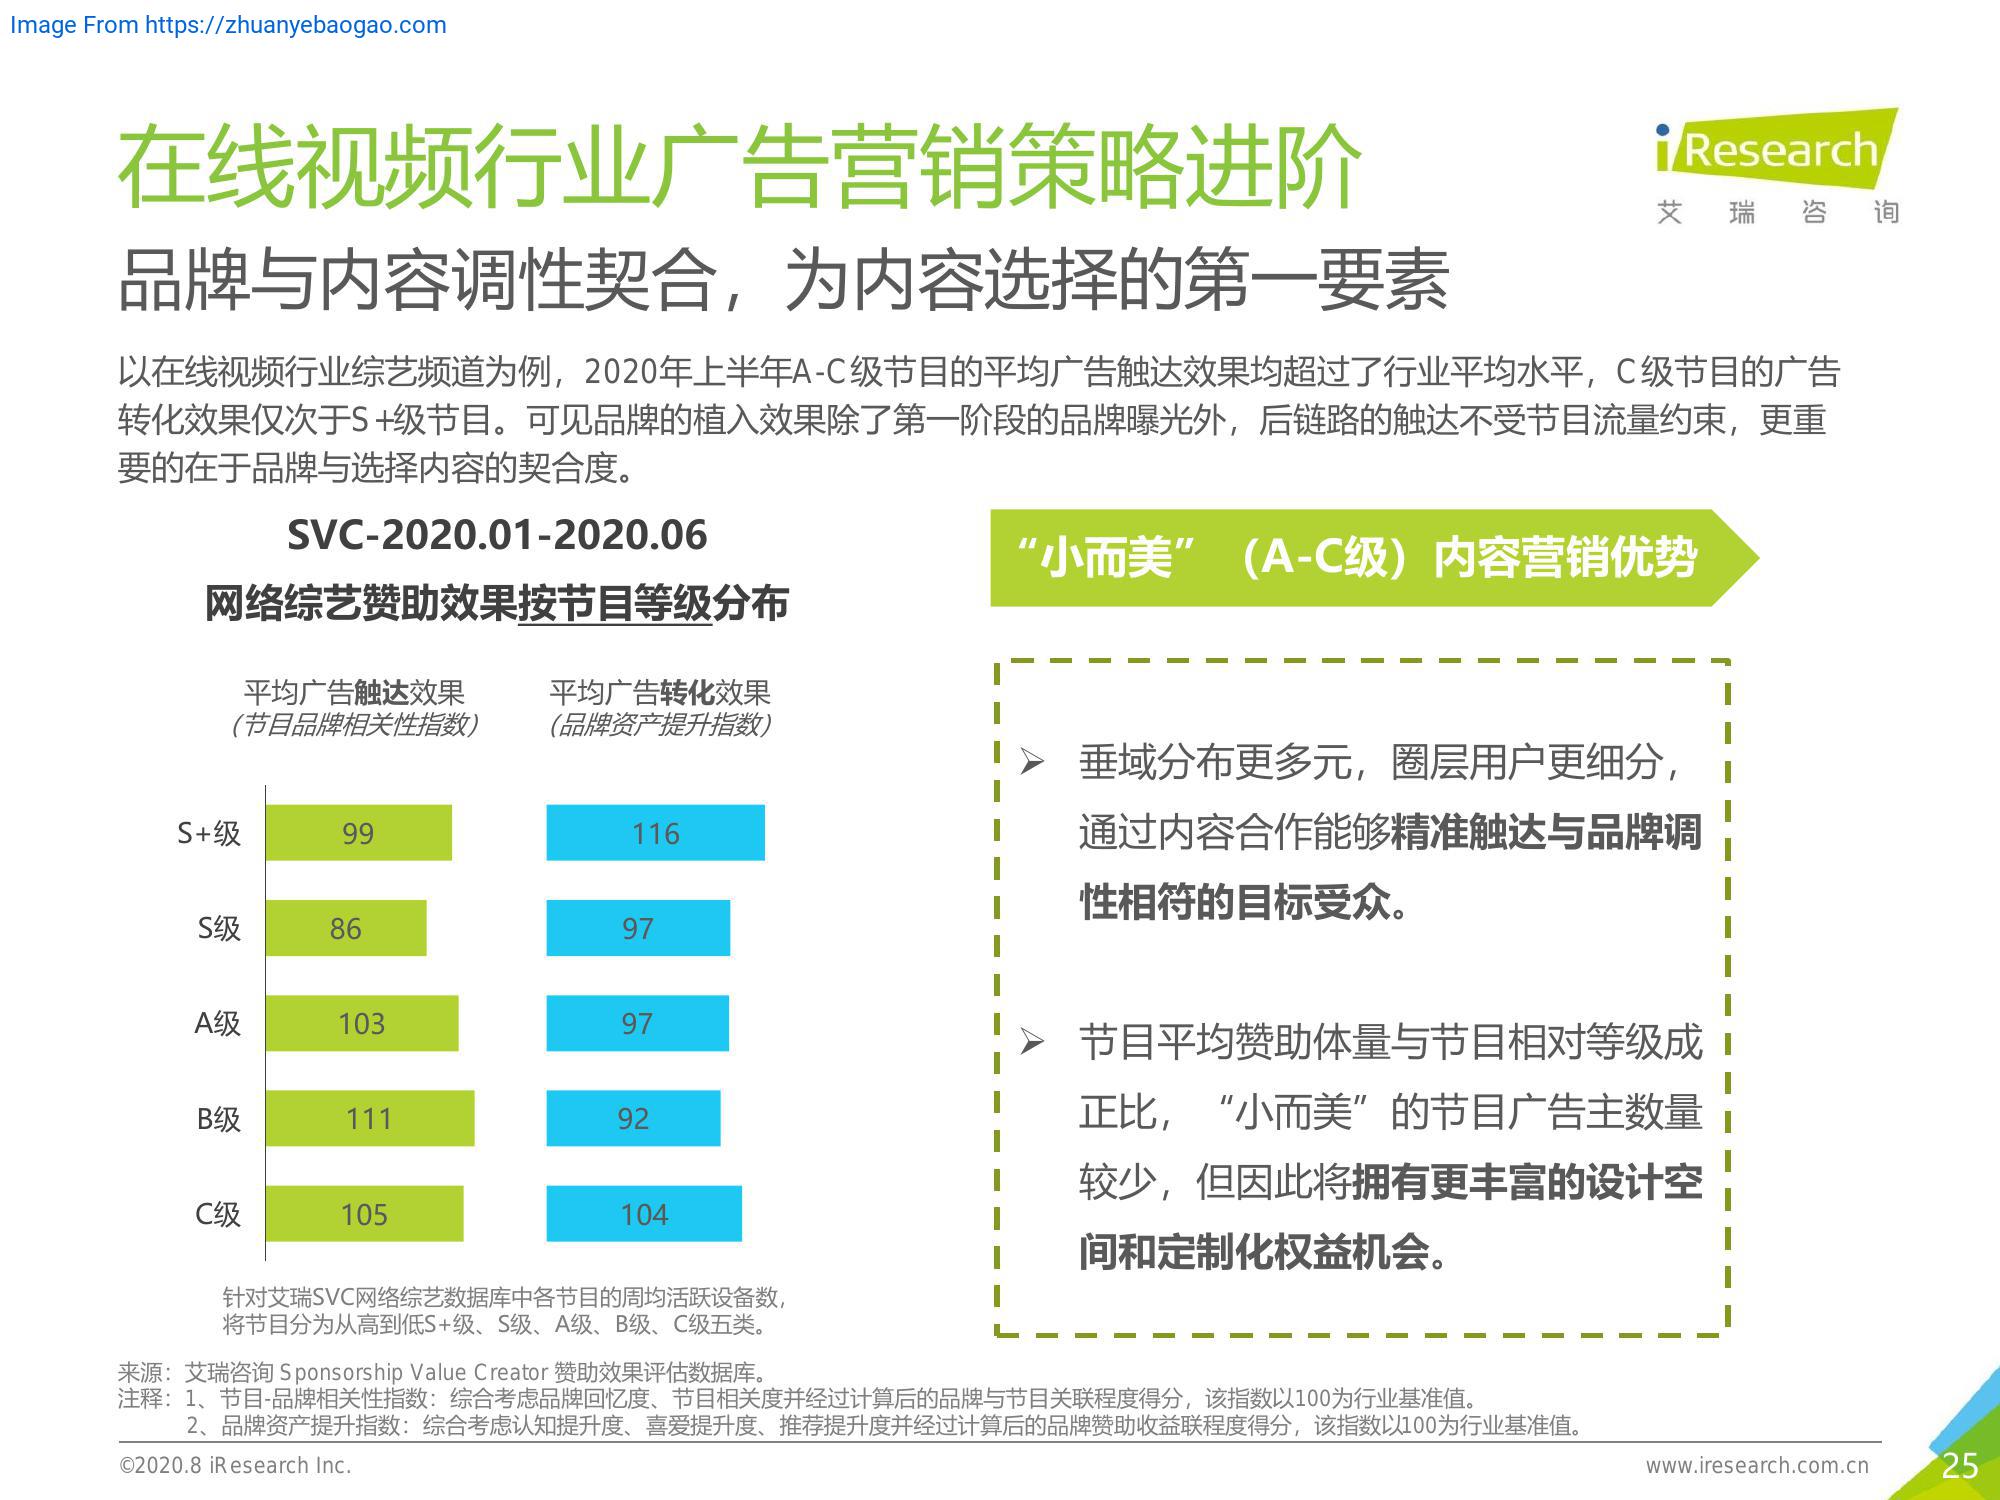 Image From https://zhuanyebaogao.com
在线视频行业广告营销策略进阶
iResearch
艾瑞咨询
品牌与内容调性契合，为内容选择的第一要素
以在线视频行业综艺频道为例，2020年上半年A-C级节目的平均广告触达效果均超过了行业平均水平，C级节目的广告
转化效果仅次于S+级节目。可见品牌的植入效果除了第一阶段的品牌曝光外，后链路的触达不受节目流量约束，更重
要的在于品牌与选择内容的契合度。
SVC-2020.01-2020.06
网络综艺赞助效果按节目等级分布
平均广告触达效果
（节目品牌相关性指数）
平均广告转化效果
（品牌资产提升指数）
S+级 99 116
S级 86 97
A级 103 97
B级 111 92
C级 105 104
针对艾瑞SVC网络综艺数据库中各节目的周均活跃设备数，
将节目分为从高到低S+级、S级、A级、B级、C级五类。
“小而美”（A-C级）内容营销优势
➢ 垂域分布更多元，圈层用户更细分，
通过内容合作能够精准触达与品牌调
性相符的目标受众。
➢ 节目平均赞助体量与节目相对等级成
正比，“小而美”的节目广告主数量
较少，但因此将拥有更丰富的设计空
间和定制化权益机会。
来源：艾瑞咨询 Sponsorship Value Creator 赞助效果评估数据库。
注释：1、节目-品牌相关性指数：综合考虑品牌回忆度、节目相关度并经过计算后的品牌与节目关联程度得分，该指数以100为行业基准值。
2、品牌资产提升指数：综合考虑认知提升度、喜爱提升度、推荐提升度并经过计算后的品牌赞助收益联程度得分，该指数以100为行业基准值。
©2020.8 iResearch Inc.
www.iresearch.com.cn
25